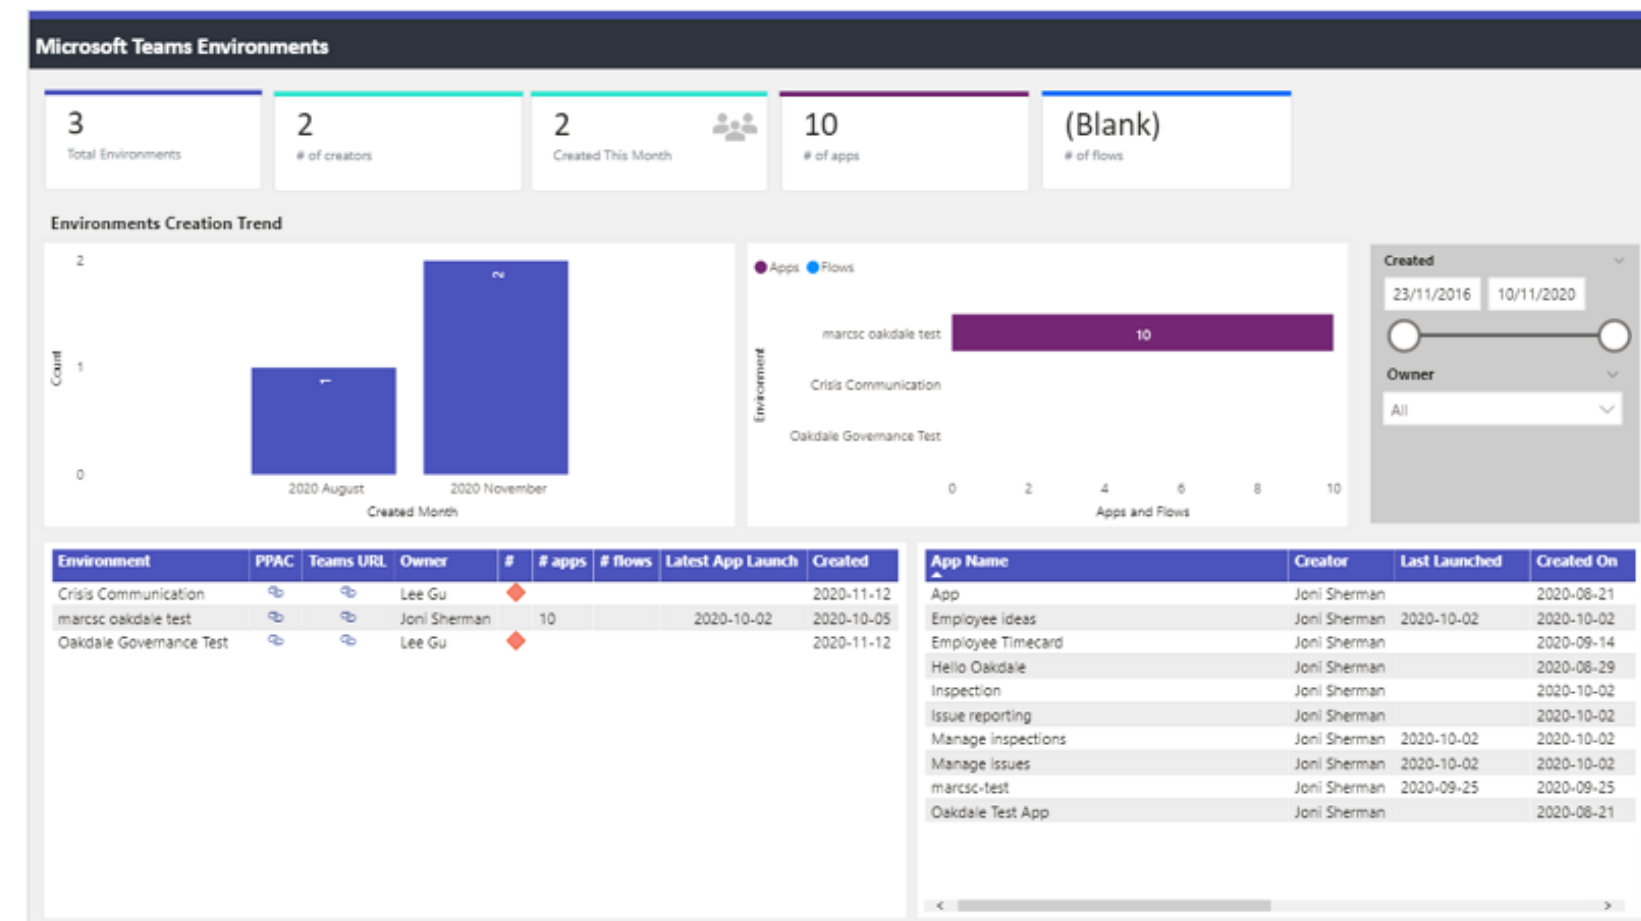 Microsoft Teams Environments
3
Total Environments
2
# of creators
2
Created This Month
10
# of apps
(Blank)
# of flows
Environments Creation Trend
2
1
0
Count
1
2
2020 August
2020 November
Created Month
Apps Flows
Environment
marcsc oakdale test
10
Crisis Communication
Oakdale Governance Test
0 2 4 6 8 10
Apps and Flows
Created
23/11/2016 10/11/2020
Owner
All
Environment PPAC Teams URL Owner # # apps # flows Latest App Launch Created
Crisis Communication Lee Gu 2020-11-12
marcsc oakdale test Joni Sherman 10 2020-10-02 2020-10-05
Oakdale Governance Test Lee Gu 2020-11-12
App Name Creator Last Launched Created On
App Joni Sherman 2020-08-21
Employee ideas Joni Sherman 2020-10-02 2020-10-02
Employee Timecard Joni Sherman 2020-09-14
Hello Oakdale Joni Sherman 2020-08-29
Inspection Joni Sherman 2020-10-02
Issue reporting Joni Sherman 2020-10-02
Manage inspections Joni Sherman 2020-10-02 2020-10-02
Manage Issues Joni Sherman 2020-10-02 2020-10-02
marcsc-test Joni Sherman 2020-09-25 2020-09-25
Oakdale Test App Joni Sherman 2020-08-21